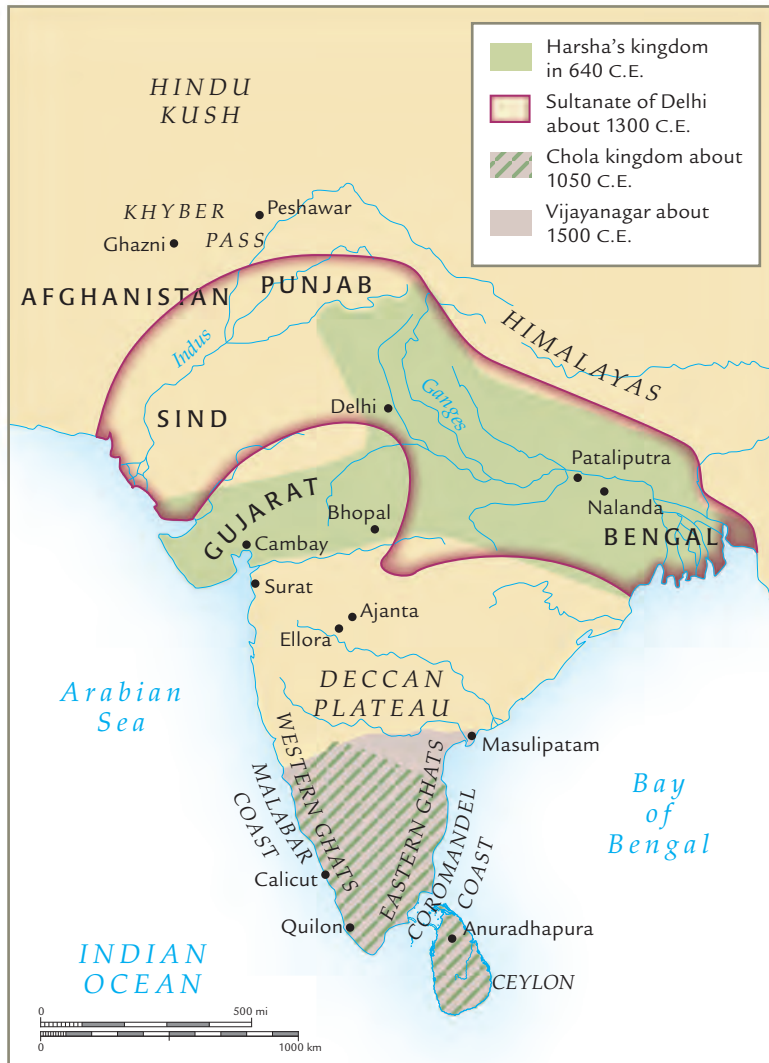 Harsha's kingdom
in 640 C.E.
Sultanate of Delhi
about 1300 C.E.
Chola kingdom about
1050 C.E.
Vijayanagar about
1500 C.E.
HINDU
KUSH
KHYBER
PASS
Peshawar
Ghazni
AFGHANISTAN
PUNJAB
Indus
HIMALAYAS
SIND
Delhi
Ganges
Pataliputra
Nalanda
GUJARAT
Bhopal
BENGAL
Cambay
Surat
Ajanta
Ellora
Arabian
Sea
DECCAN
PLATEAU
Masulipatam
WESTERN GHATS
MALABAR
COAST
EASTERN GHATS
COROMANDEL
COAST
Bay
of
Bengal
Calicut
Quilon
Anuradhapura
INDIAN
OCEAN
CEYLON
0 500 mi
0 1000 km